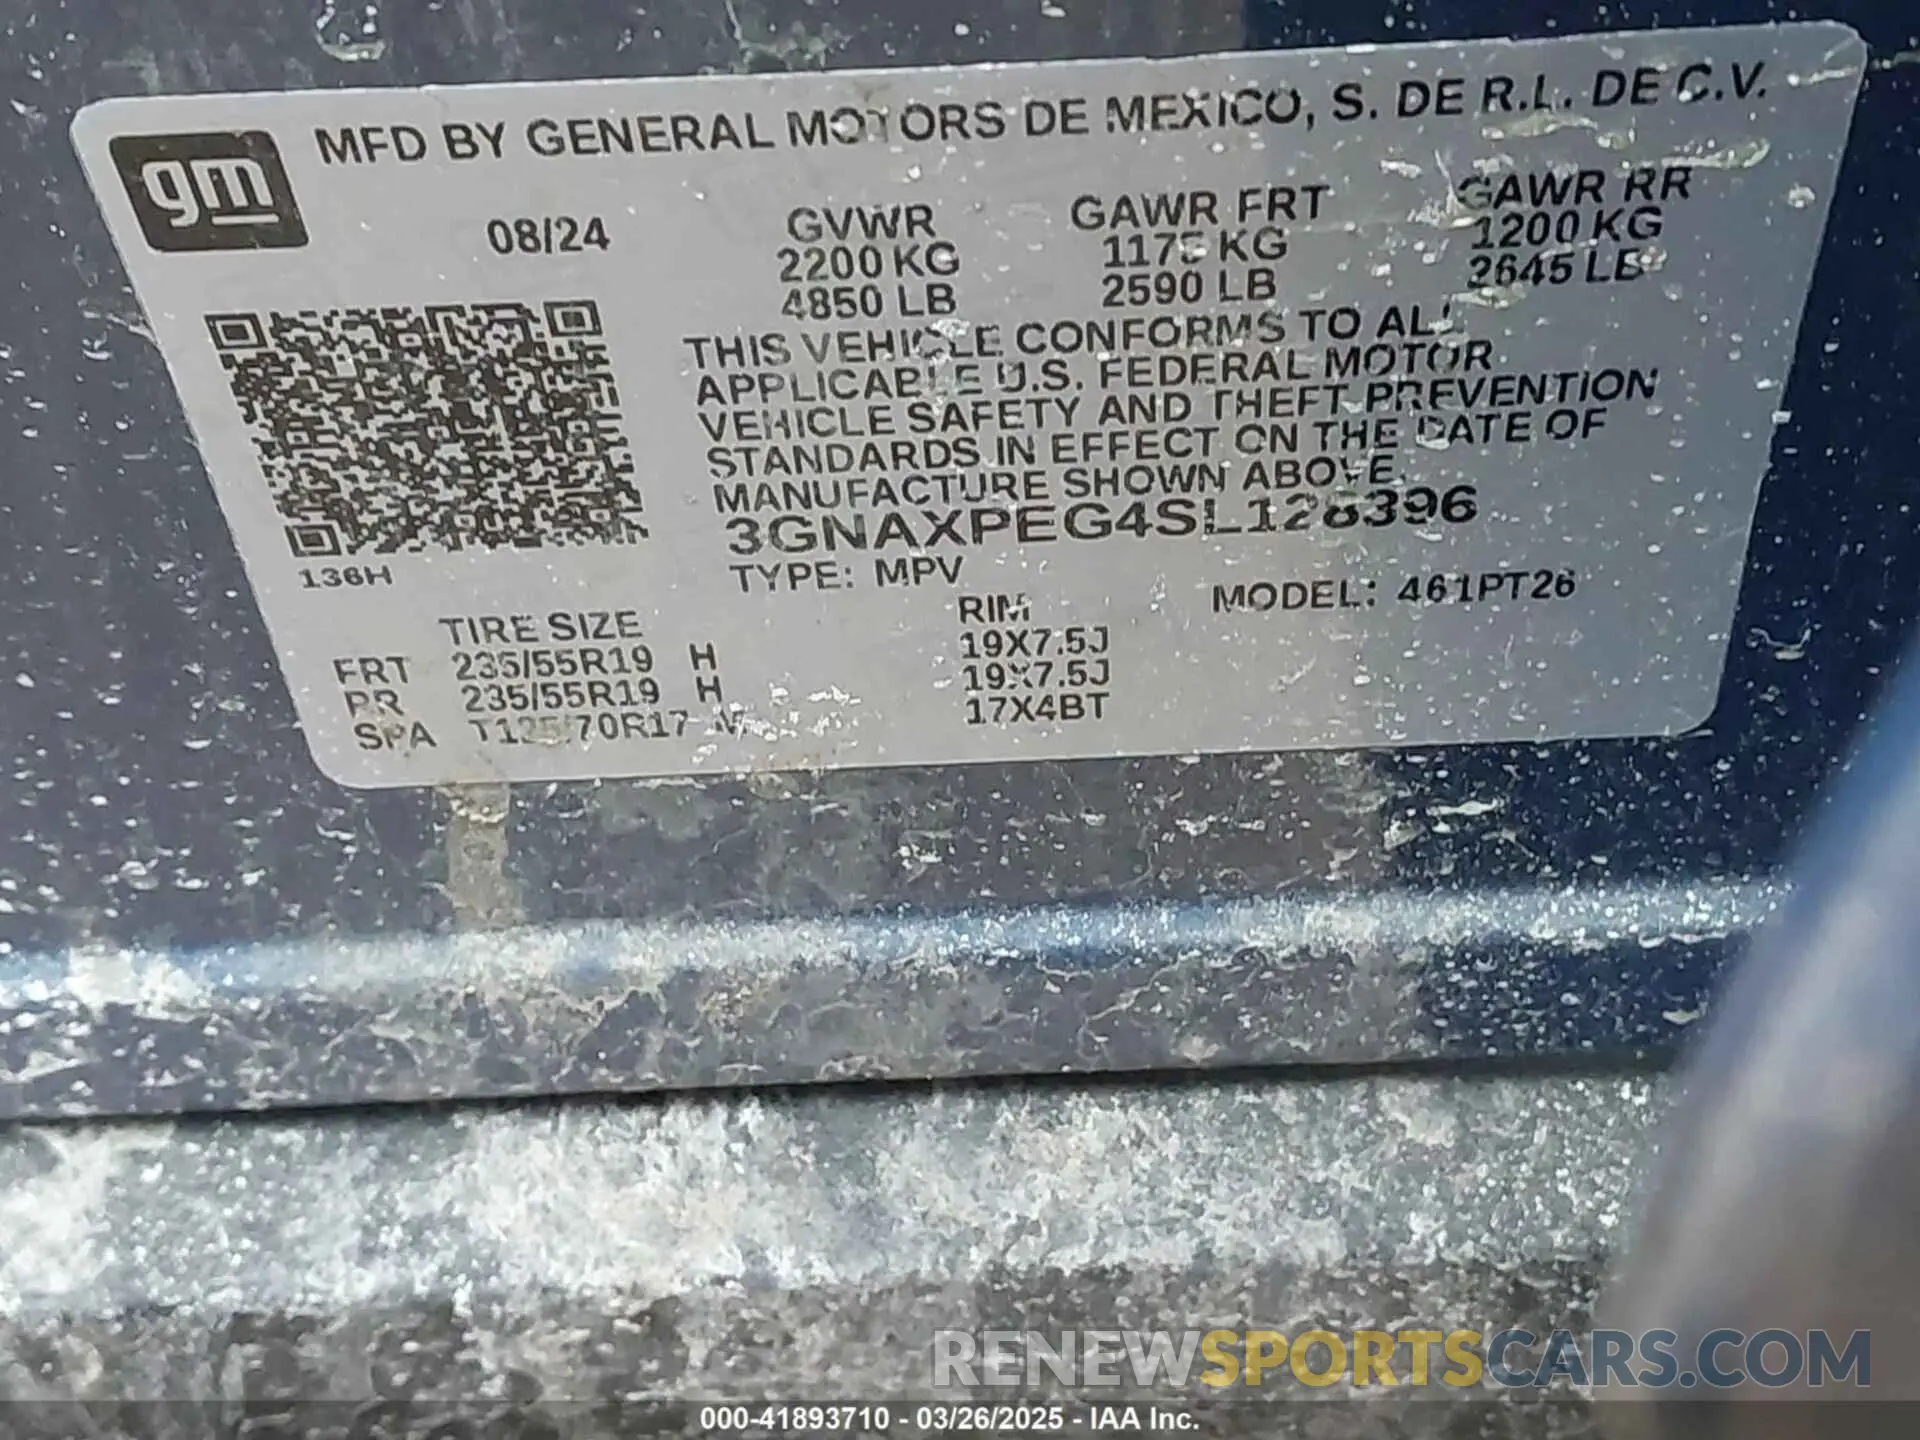 gm
MFD BY GENERAL MOTORS DE MEXICO, S. DE R.L. DE C.V.
08/24
GVWR GAWR FRT GAWR RR
2200 KG 1175 KG 1200 KG
4850 LB 2590 LB 2645 LB
THIS VEHICLE CONFORMS TO ALL
APPLICABLE U.S. FEDERAL MOTOR
VEHICLE SAFETY AND THEFT PREVENTION
STANDARDS IN EFFECT ON THE DATE OF
MANUFACTURE SHOWN ABOVE.
3GNAXPEG4SL128396
136H
TYPE: MPV MODEL: 461PT26
TIRE SIZE RIM
FRT 235/55R19 H 19X7.5J
RR 235/55R19 H 19X7.5J
SPA 17X4BT
RENEWSPORTSCARS.COM
000-41893710 - 03/26/2025 - IAA Inc.